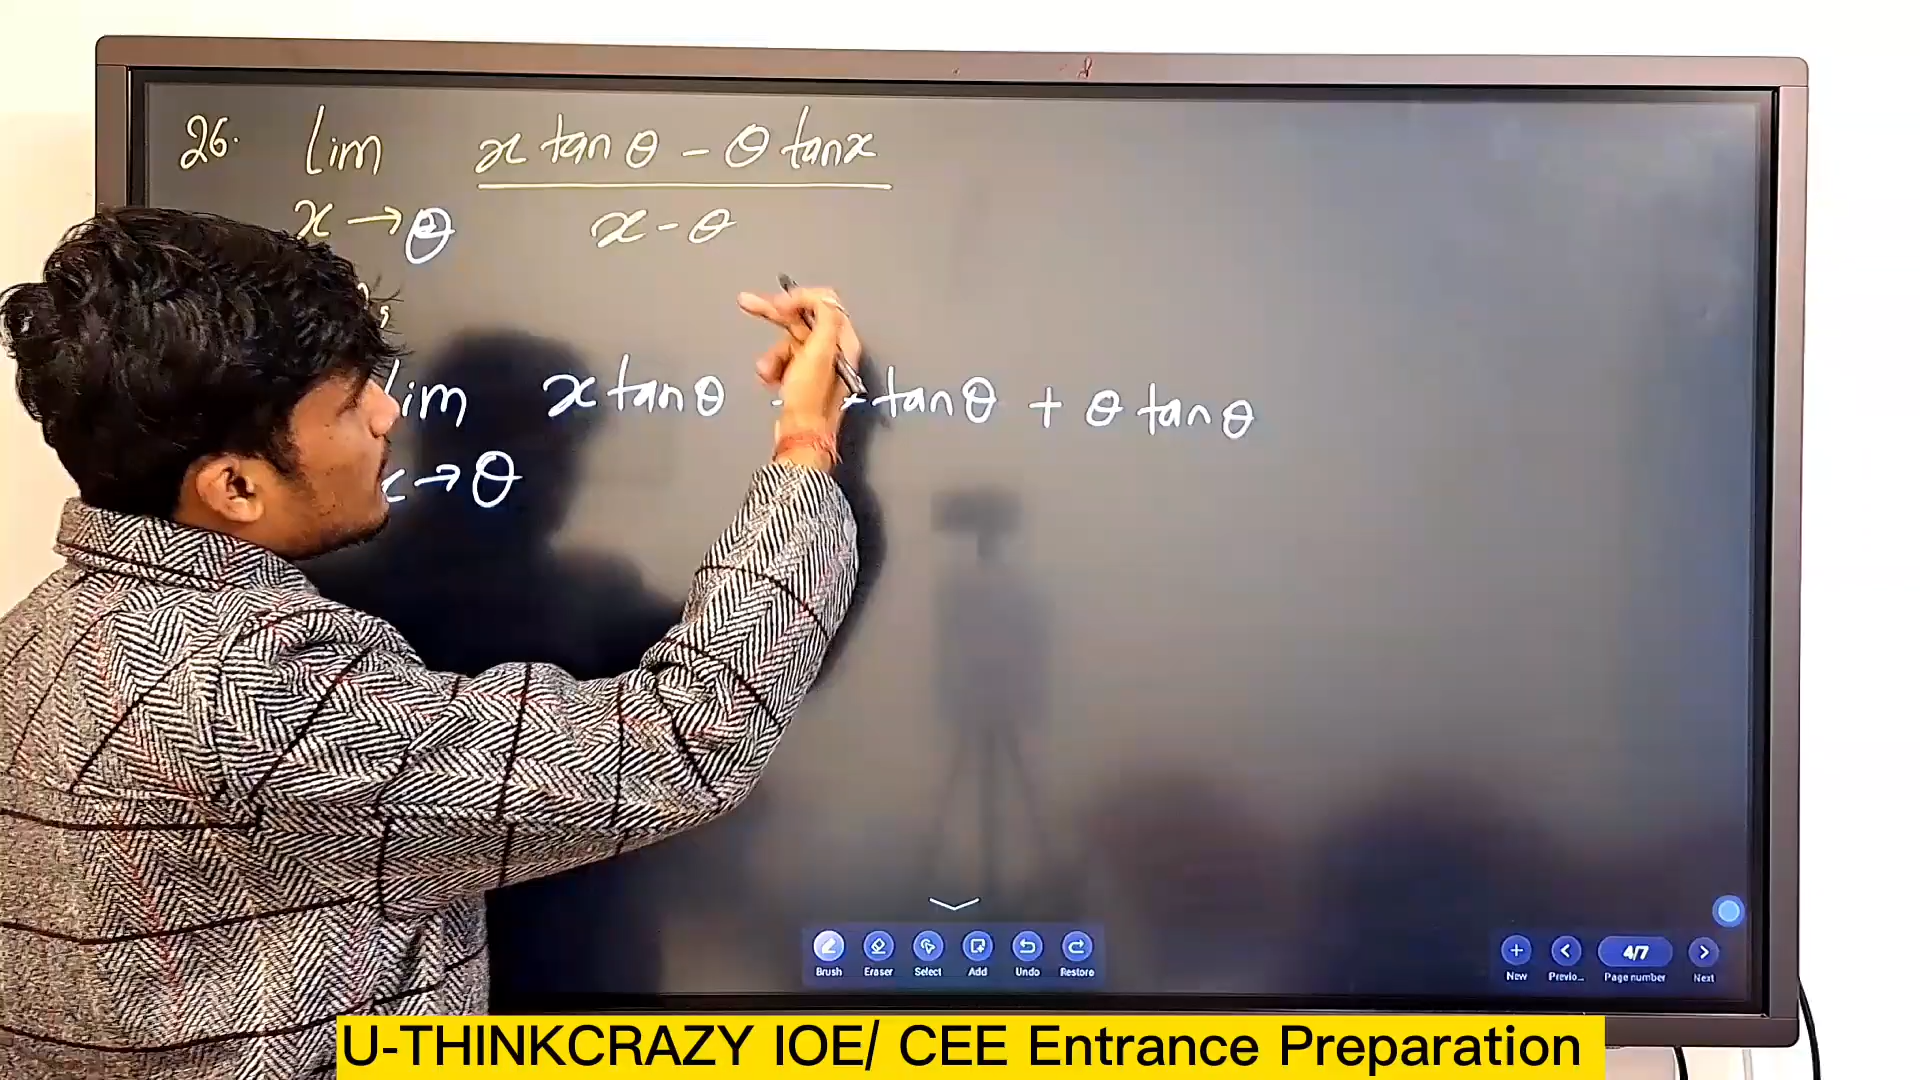 26. lim x tan θ - θ tan x
x → θ x - θ
lim x tan θ - tan θ + θ tan θ
→ θ
Brush Eraser Select Add Undo Restore
4/7
New Previo... Page number Next
U-THINKCRAZY IOE/ CEE Entrance Preparation